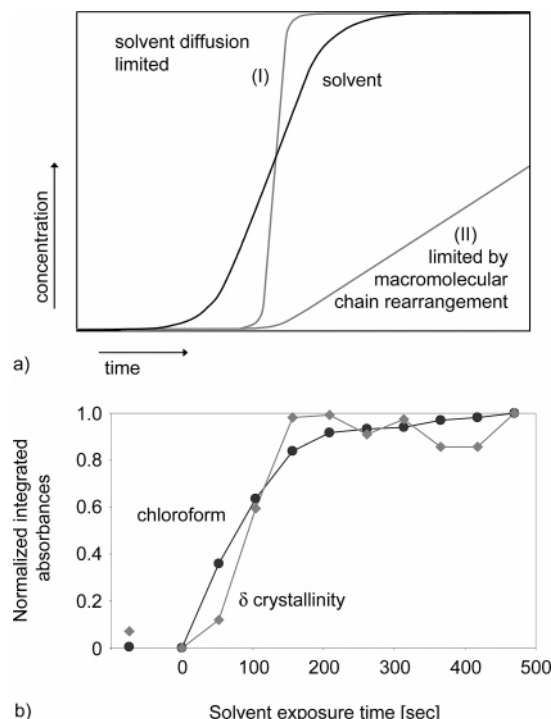 solvent diffusion
limited
(I)
solvent
(II)
limited by
macromolecular
chain rearrangement
concentration
time
a)
1.0
0.8
0.6
0.4
0.2
0
Normalized integrated
absorbances
chloroform
δ crystallinity
0 100 200 300 400 500
b)
Solvent exposure time [sec]